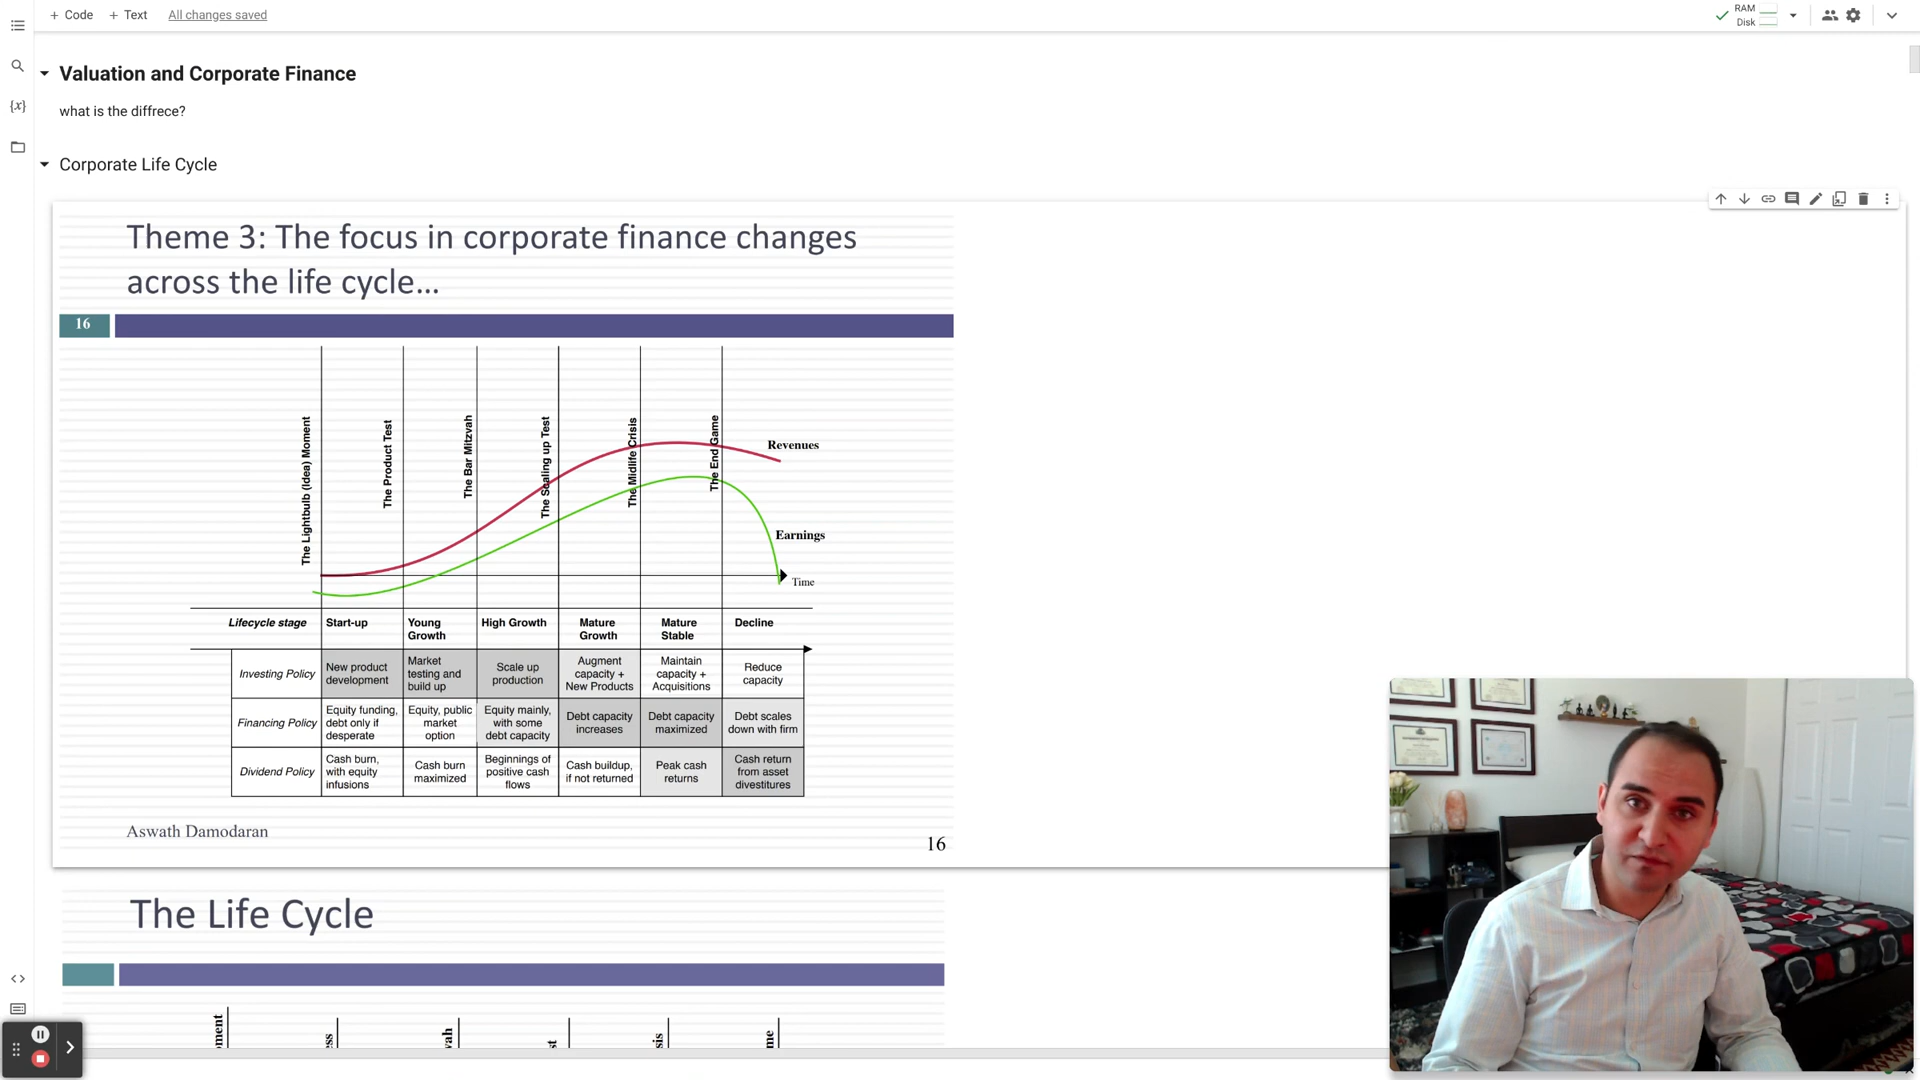 + Code + Text All changes saved
RAM
Disk
Valuation and Corporate Finance
what is the diffrece?
{x}
Corporate Life Cycle
Theme 3: The focus in corporate finance changes
across the life cycle...
16
The Lightbulb (Idea) Moment
The Product Test
The Bar Mitzvah
The Scaling up Test
The Midlife Crisis
The End Game
Revenues
Earnings
Time
Lifecycle stage
Start-up
Young
Growth
High Growth
Mature
Growth
Mature
Stable
Decline
Investing Policy
New product
development
Market
testing and
build up
Scale up
production
Augment
capacity +
New Products
Maintain
capacity +
Acquisitions
Reduce
capacity
Financing Policy
Equity funding,
debt only if
desperate
Equity, public
market
option
Equity mainly,
with some
debt capacity
Debt capacity
increases
Debt capacity
maximized
Debt scales
down with firm
Dividend Policy
Cash burn,
with equity
infusions
Cash burn
maximized
Beginnings of
positive cash
flows
Cash buildup,
if not returned
Peak cash
returns
Cash return
from asset
divestitures
Aswath Damodaran
16
The Life Cycle